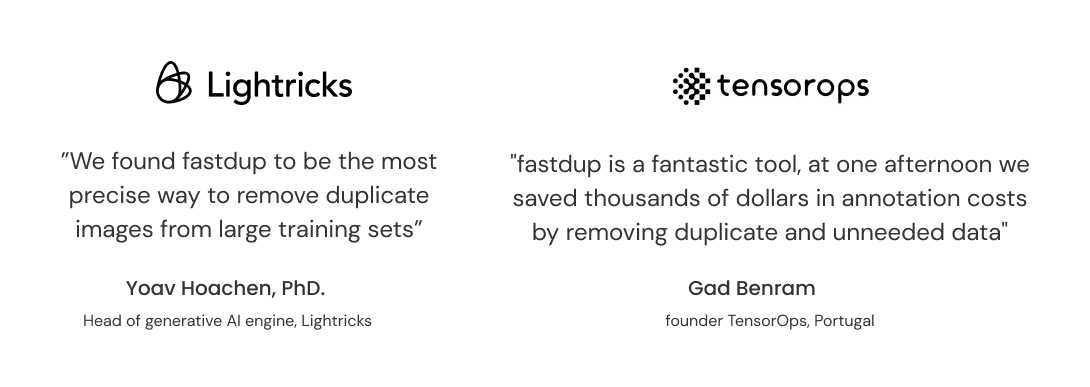 Lightricks
”We found fastdup to be the most
precise way to remove duplicate
images from large training sets”
Yoav Hoachen, PhD.
Head of generative AI engine, Lightricks
tensorops
"fastdup is a fantastic tool, at one afternoon we
saved thousands of dollars in annotation costs
by removing duplicate and unneeded data"
Gad Benram
founder TensorOps, Portugal